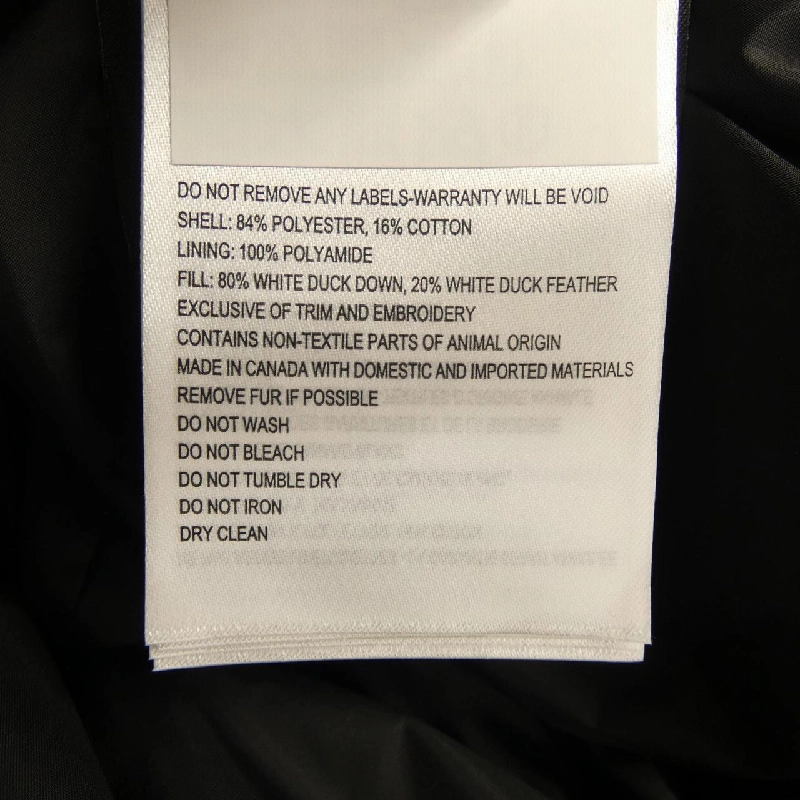 DO NOT REMOVE ANY LABELS-WARRANTY WILL BE VOID
SHELL: 84% POLYESTER, 16% COTTON
LINING: 100% POLYAMIDE
FILL: 80% WHITE DUCK DOWN, 20% WHITE DUCK FEATHER
EXCLUSIVE OF TRIM AND EMBROIDERY
CONTAINS NON-TEXTILE PARTS OF ANIMAL ORIGIN
MADE IN CANADA WITH DOMESTIC AND IMPORTED MATERIALS
REMOVE FUR IF POSSIBLE
DO NOT WASH
DO NOT BLEACH
DO NOT TUMBLE DRY
DO NOT IRON
DRY CLEAN